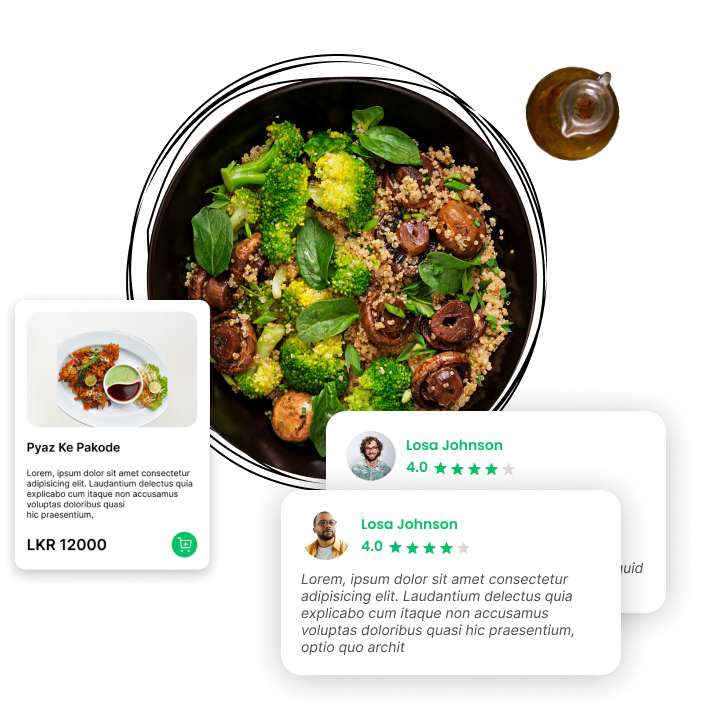 Pyaz Ke Pakode
Lorem, ipsum dolor sit amet consectetur
adipisicing elit. Laudantium delectus quia
explicabo cum itaque non accusamus
voluptas doloribus quasi
hic praesentium,
LKR 12000
Losa Johnson
4.0
quid
Losa Johnson
4.0
Lorem, ipsum dolor sit amet consectetur
adipisicing elit. Laudantium delectus quia
explicabo cum itaque non accusamus
voluptas doloribus quasi hic praesentium,
optio quo archit